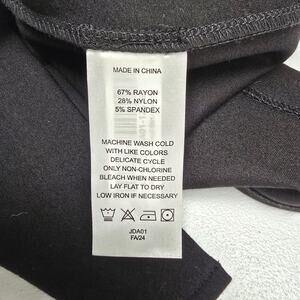 MADE IN CHINA
67% RAYON
28% NYLON
5% SPANDEX
MACHINE WASH COLD
WITH LIKE COLORS
DELICATE CYCLE
ONLY NON-CHLORINE
BLEACH WHEN NEEDED
LAY FLAT TO DRY
LOW IRON IF NECESSARY
JDA01
FA/24